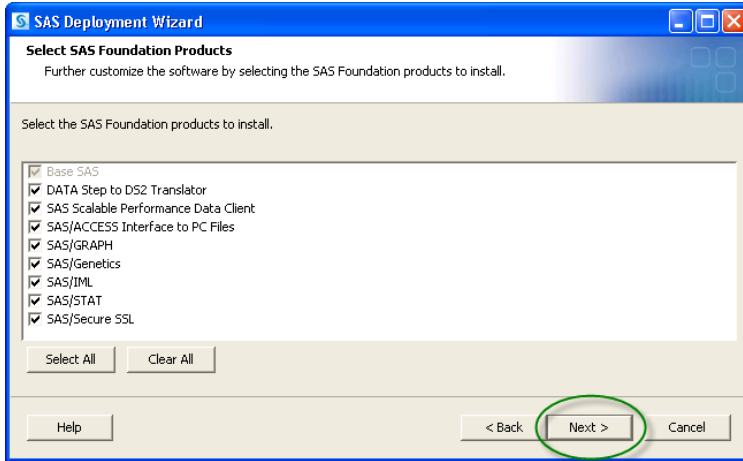 SAS Deployment Wizard
Select SAS Foundation Products
Further customize the software by selecting the SAS Foundation products to install.
Select the SAS Foundation products to install.
Base SAS
DATA Step to DS2 Translator
SAS Scalable Performance Data Client
SAS/ACCESS Interface to PC Files
SAS/GRAPH
SAS/Genetics
SAS/IML
SAS/STAT
SAS/Secure SSL
Select All Clear All
Help < Back Next > Cancel